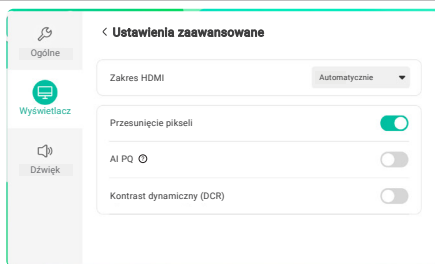 Ustawienia zaawansowane
Ogólne
Zakres HDMI
Automatycznie
Wyświetlacz
Przesunięcie pikseli
AI PQ
Dźwięk
Kontrast dynamiczny (DCR)